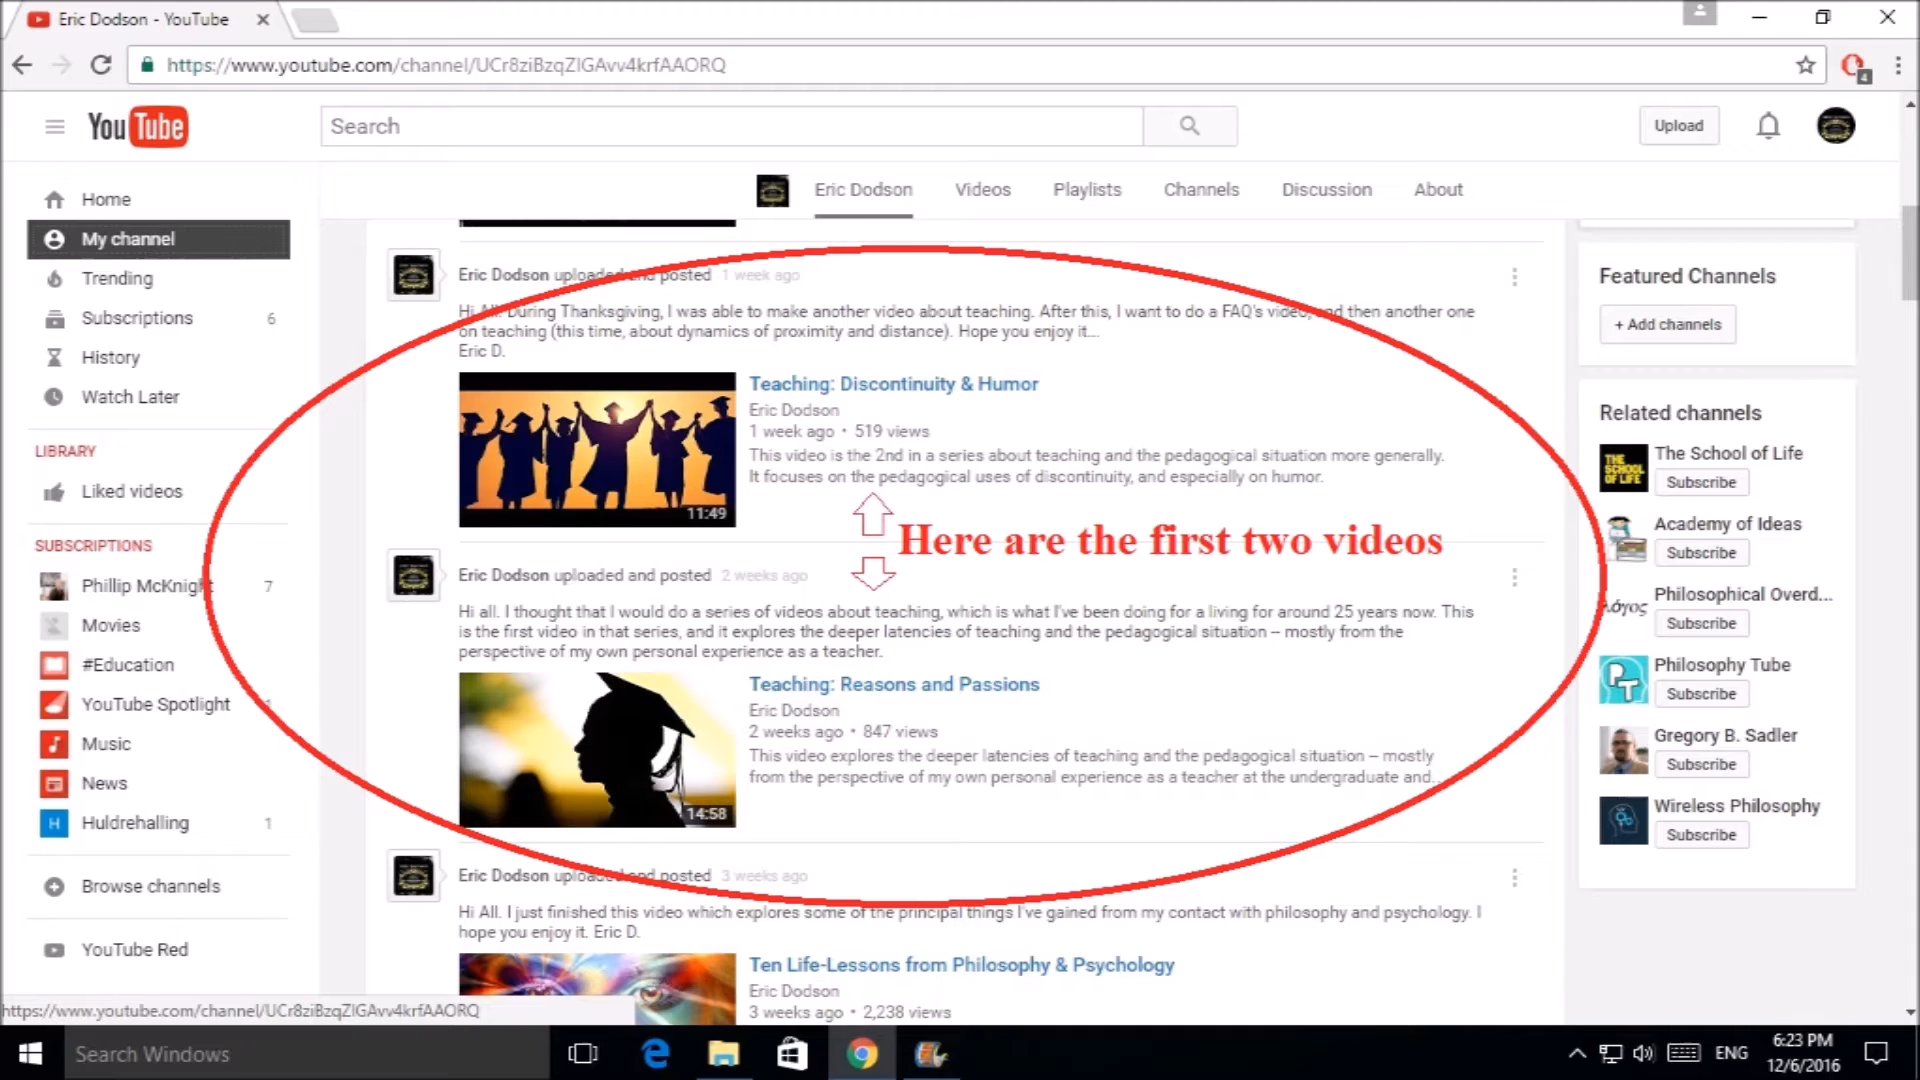 Eric Dodson - YouTube
https://www.youtube.com/channel/UCr8ziBzqZIGAvv4krfAAORQ
4
YouTube
Search
Upload
Eric Dodson Videos Playlists Channels Discussion About
Home
My channel
Trending
Subscriptions 6
History
Watch Later
LIBRARY
Liked videos
SUBSCRIPTIONS
Phillip McKnight 7
Movies
#Education
YouTube Spotlight 1
Music
News
H Huldrehalling 1
Browse channels
YouTube Red
Eric Dodson uploaded and posted 1 week ago
Hi All. During Thanksgiving, I was able to make another video about teaching. After this, I want to do a FAQ's video, and then another one
on teaching (this time, about dynamics of proximity and distance). Hope you enjoy it...
Eric D.
11:49
Teaching: Discontinuity & Humor
Eric Dodson
1 week ago • 519 views
This video is the 2nd in a series about teaching and the pedagogical situation more generally.
It focuses on the pedagogical uses of discontinuity, and especially on humor.
Here are the first two videos
Eric Dodson uploaded and posted 2 weeks ago
Hi all. I thought that I would do a series of videos about teaching, which is what I've been doing for a living for around 25 years now. This
is the first video in that series, and it explores the deeper latencies of teaching and the pedagogical situation – mostly from the
perspective of my own personal experience as a teacher.
14:58
Teaching: Reasons and Passions
Eric Dodson
2 weeks ago • 847 views
This video explores the deeper latencies of teaching and the pedagogical situation – mostly
from the perspective of my own personal experience as a teacher at the undergraduate and...
Eric Dodson uploaded and posted 3 weeks ago
Hi All. I just finished this video which explores some of the principal things I've gained from my contact with philosophy and psychology. I
hope you enjoy it. Eric D.
Ten Life-Lessons from Philosophy & Psychology
Eric Dodson
3 weeks ago • 2,238 views
Featured Channels
+ Add channels
Related channels
THE SCHOOL OF LIFE
The School of Life
Subscribe
Academy of Ideas
Subscribe
λόγος
Philosophical Overd...
Subscribe
PT
Philosophy Tube
Subscribe
Gregory B. Sadler
Subscribe
Wireless Philosophy
Subscribe
https://www.youtube.com/channel/UCr8ziBzqZIGAvv4krfAAORQ
Search Windows
ENG
6:23 PM
12/6/2016